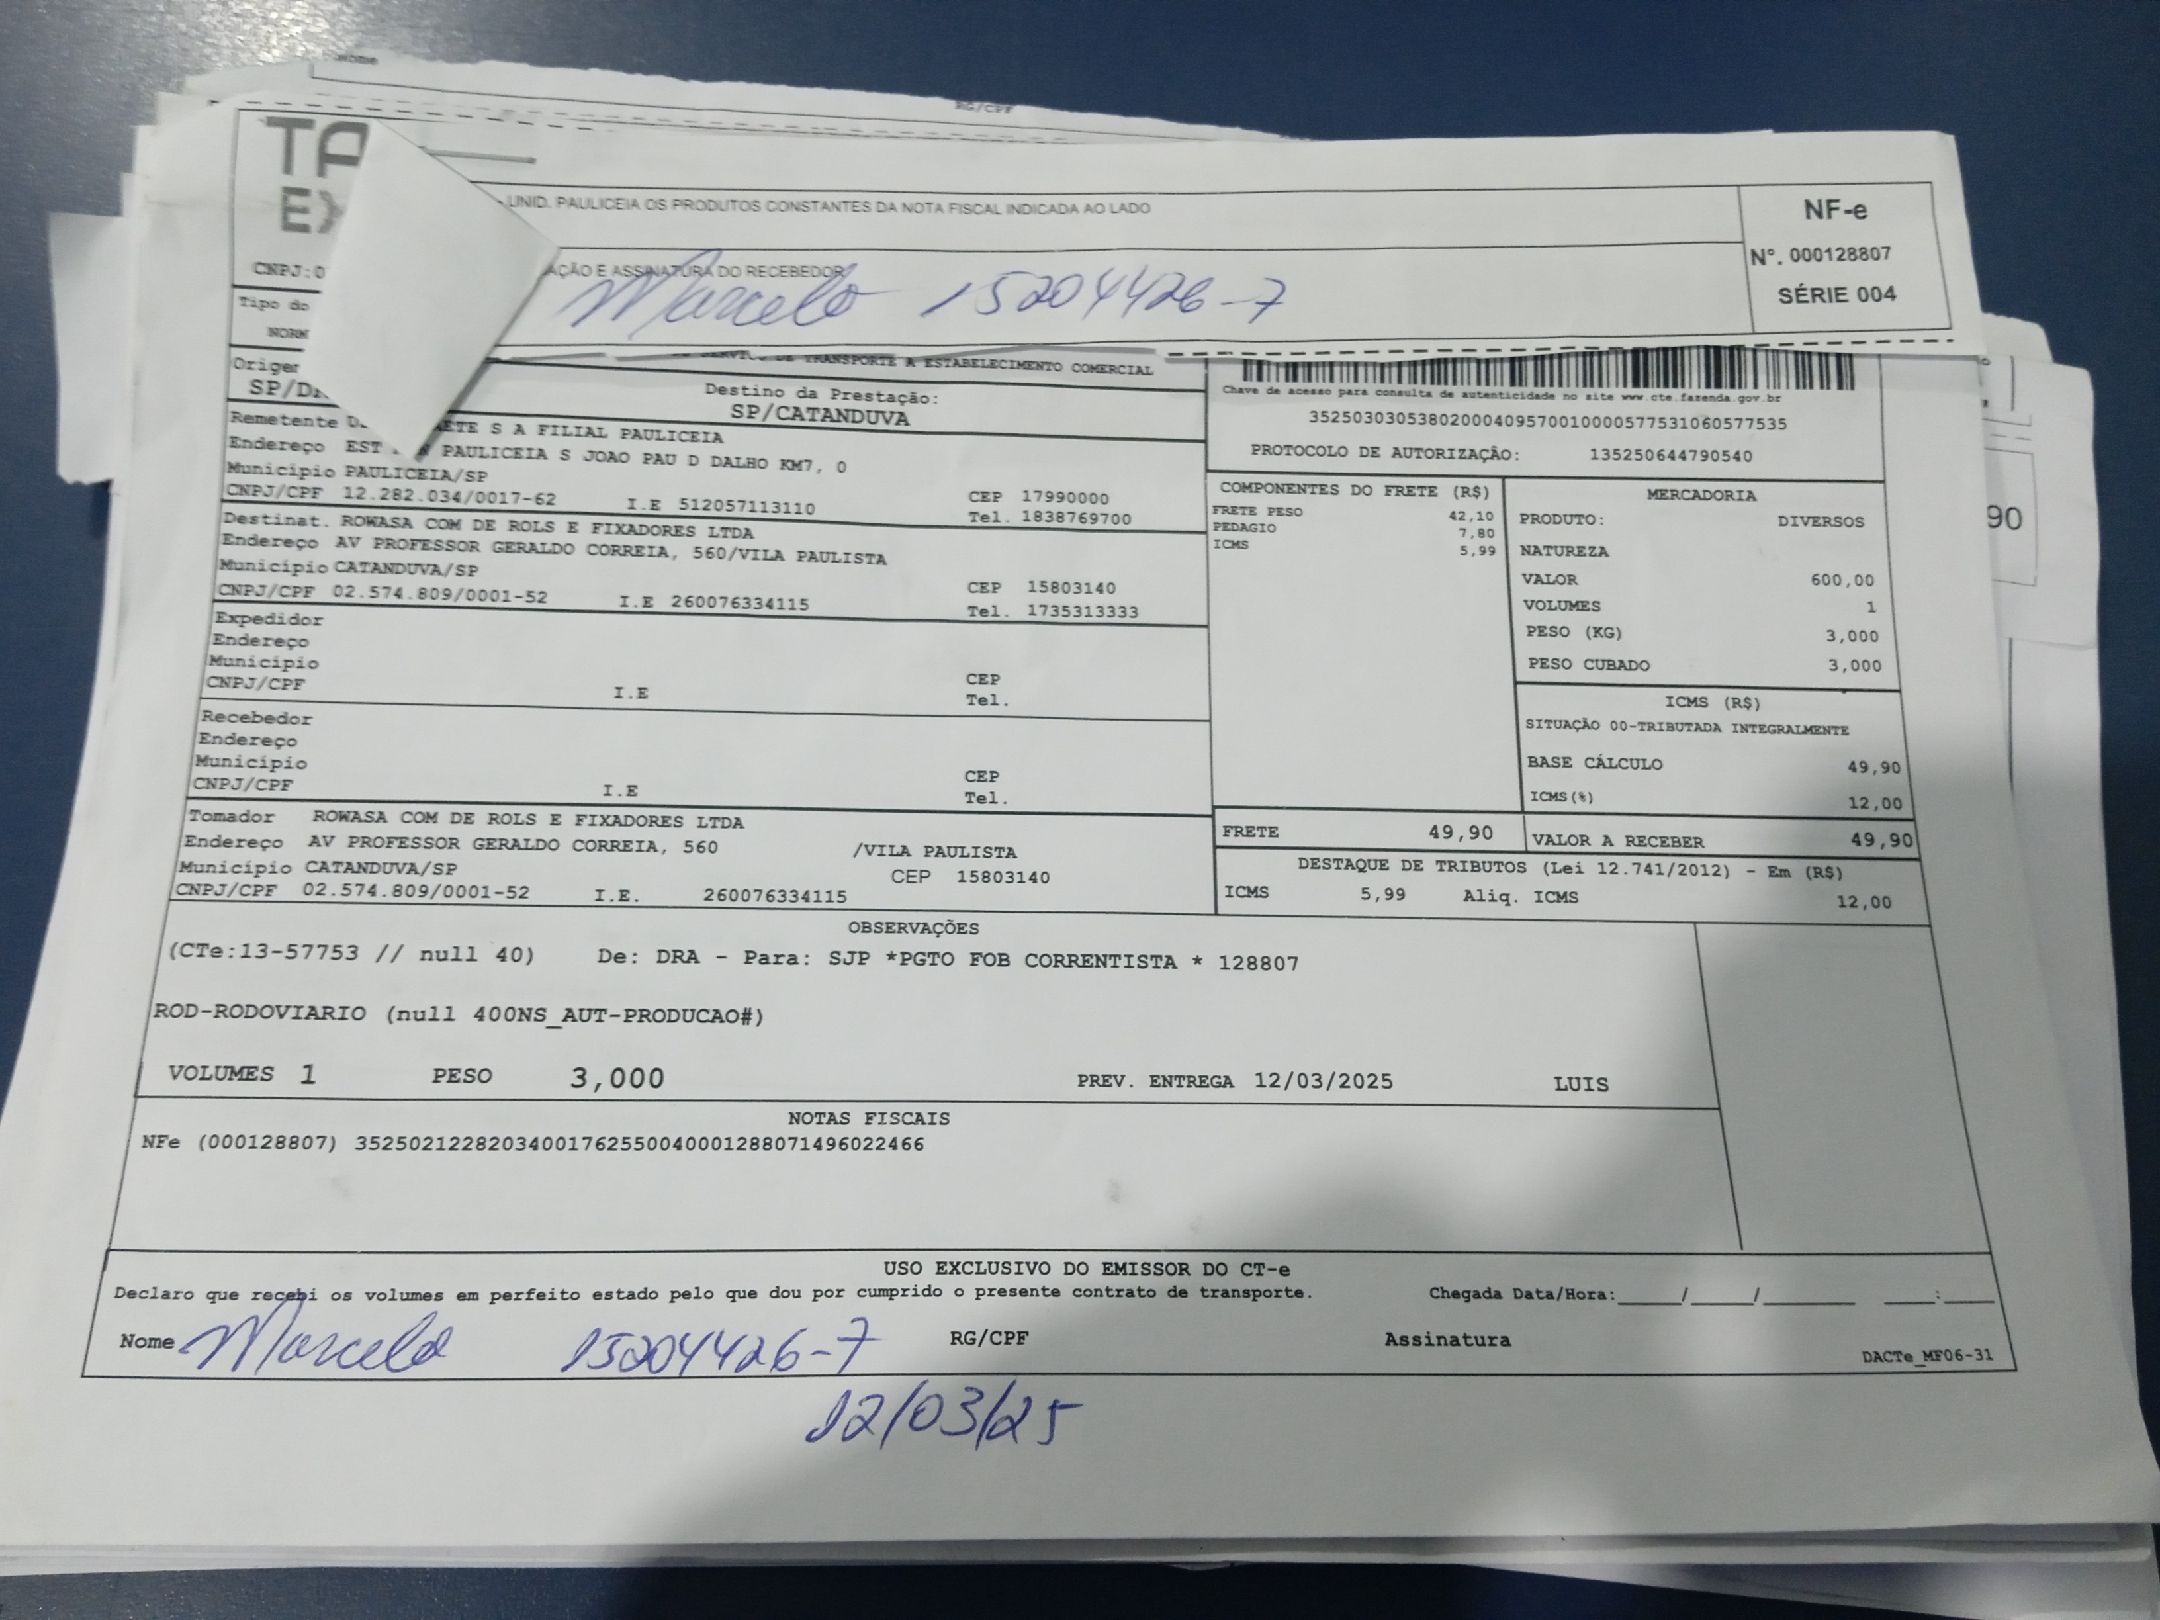 Nome
RG/CPF
TA
EX
UNID. PAULICEIA OS PRODUTOS CONSTANTES DA NOTA FISCAL INDICADA AO LADO
NF-e
Nº. 000128807
SÉRIE 004
AÇÃO E ASSINATURA DO RECEBEDOR
Marcelo 15204426-7
CNPJ:0
Tipo do
NORM
DE TRANSPORTE A ESTABELECIMENTO COMERCIAL
Origem
SP/
Destino da Prestação:
SP/CATANDUVA
Chave de acesso para consulta de autenticidade no site www.cte.fazenda.gov.br
35250303053802000409570010000577531060577535
PROTOCOLO DE AUTORIZAÇÃO: 135250644790540
Remetente S A FILIAL PAULICEIA
Endereço EST PAULICEIA S JOAO PAU D DALHO KM7, 0
Município PAULICEIA/SP CEP 17990000
CNPJ/CPF 12.282.034/0017-62 I.E 512057113110 Tel. 1838769700
Destinat. ROWASA COM DE ROLS E FIXADORES LTDA
Endereço AV PROFESSOR GERALDO CORREIA, 560/VILA PAULISTA
Município CATANDUVA/SP CEP 15803140
CNPJ/CPF 02.574.809/0001-52 I.E 260076334115 Tel. 1735313333
Expedidor
Endereço
Município CEP
CNPJ/CPF I.E Tel.
Recebedor
Endereço
Município CEP
CNPJ/CPF I.E Tel.
Tomador ROWASA COM DE ROLS E FIXADORES LTDA
Endereço AV PROFESSOR GERALDO CORREIA, 560 /VILA PAULISTA
Município CATANDUVA/SP CEP 15803140
CNPJ/CPF 02.574.809/0001-52 I.E. 260076334115
COMPONENTES DO FRETE (R$)
FRETE PESO 42,10
PEDAGIO 7,80
ICMS 5,99
MERCADORIA
PRODUTO: DIVERSOS
NATUREZA
VALOR 600,00
VOLUMES 1
PESO (KG) 3,000
PESO CUBADO 3,000
ICMS (R$)
SITUAÇÃO 00-TRIBUTADA INTEGRALMENTE
BASE CÁLCULO 49,90
ICMS(%) 12,00
FRETE 49,90 VALOR A RECEBER 49,90
DESTAQUE DE TRIBUTOS (Lei 12.741/2012) - Em (R$)
ICMS 5,99 Aliq. ICMS 12,00
90
OBSERVAÇÕES
(CTe:13-57753 // null 40) De: DRA - Para: SJP *PGTO FOB CORRENTISTA * 128807
ROD-RODOVIARIO (null 400NS_AUT-PRODUCAO#)
VOLUMES 1 PESO 3,000 PREV. ENTREGA 12/03/2025 LUIS
NOTAS FISCAIS
NFe (000128807) 35250212282034001762550040001288071496022466
USO EXCLUSIVO DO EMISSOR DO CT-e
Declaro que recebi os volumes em perfeito estado pelo que dou por cumprido o presente contrato de transporte. Chegada Data/Hora:_____/_____/_______ ____:____
Nome Marcelo 15204426-7 RG/CPF Assinatura
DACTe_MF06-31
12/03/25